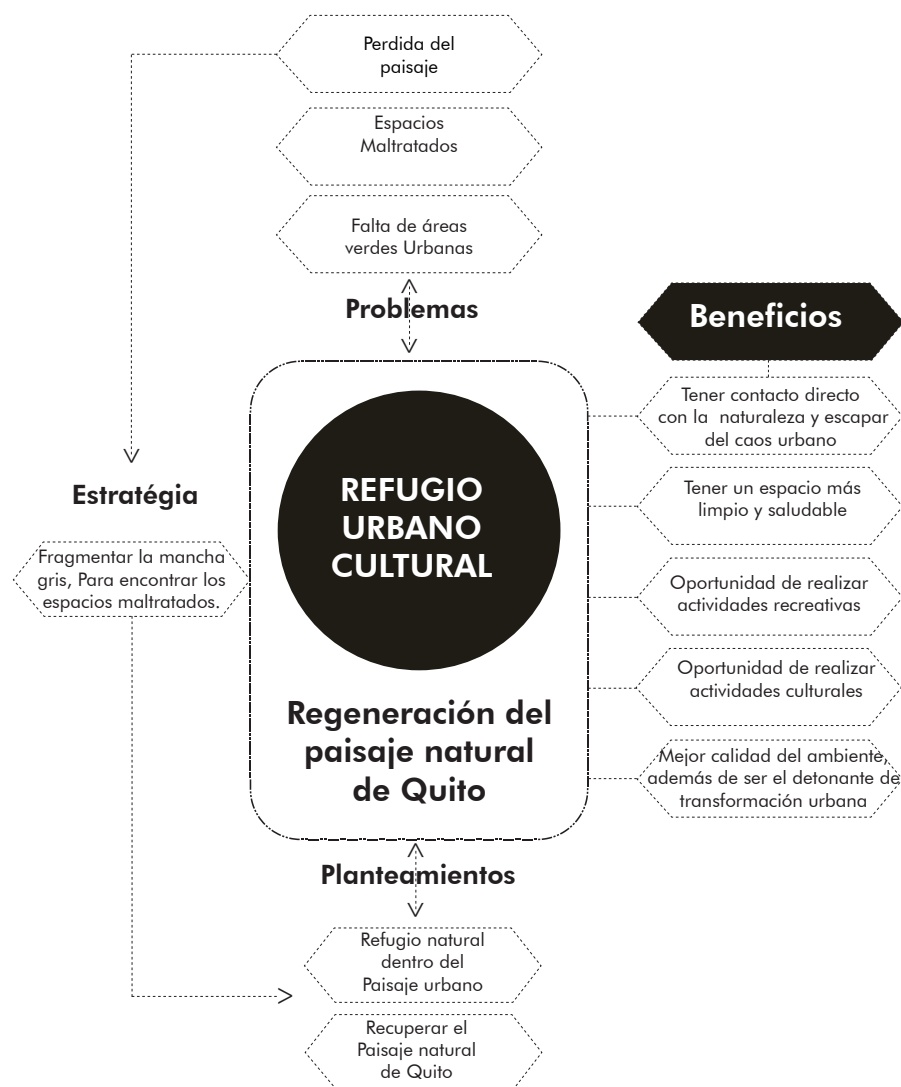 Perdida del
paisaje
Espacios
Maltratados
Falta de áreas
verdes Urbanas
Problemas
Beneficios
Tener contacto directo
con la naturaleza y escapar
del caos urbano
Tener un espacio más
limpio y saludable
Oportunidad de realizar
actividades recreativas
Oportunidad de realizar
actividades culturales
Mejor calidad del ambiente,
además de ser el detonante de
transformación urbana
Estratégia
Fragmentar la mancha
gris, Para encontrar los
espacios maltratados.
REFUGIO
URBANO
CULTURAL
Regeneración del
paisaje natural
de Quito
Planteamientos
Refugio natural
dentro del
Paisaje urbano
Recuperar el
Paisaje natural
de Quito